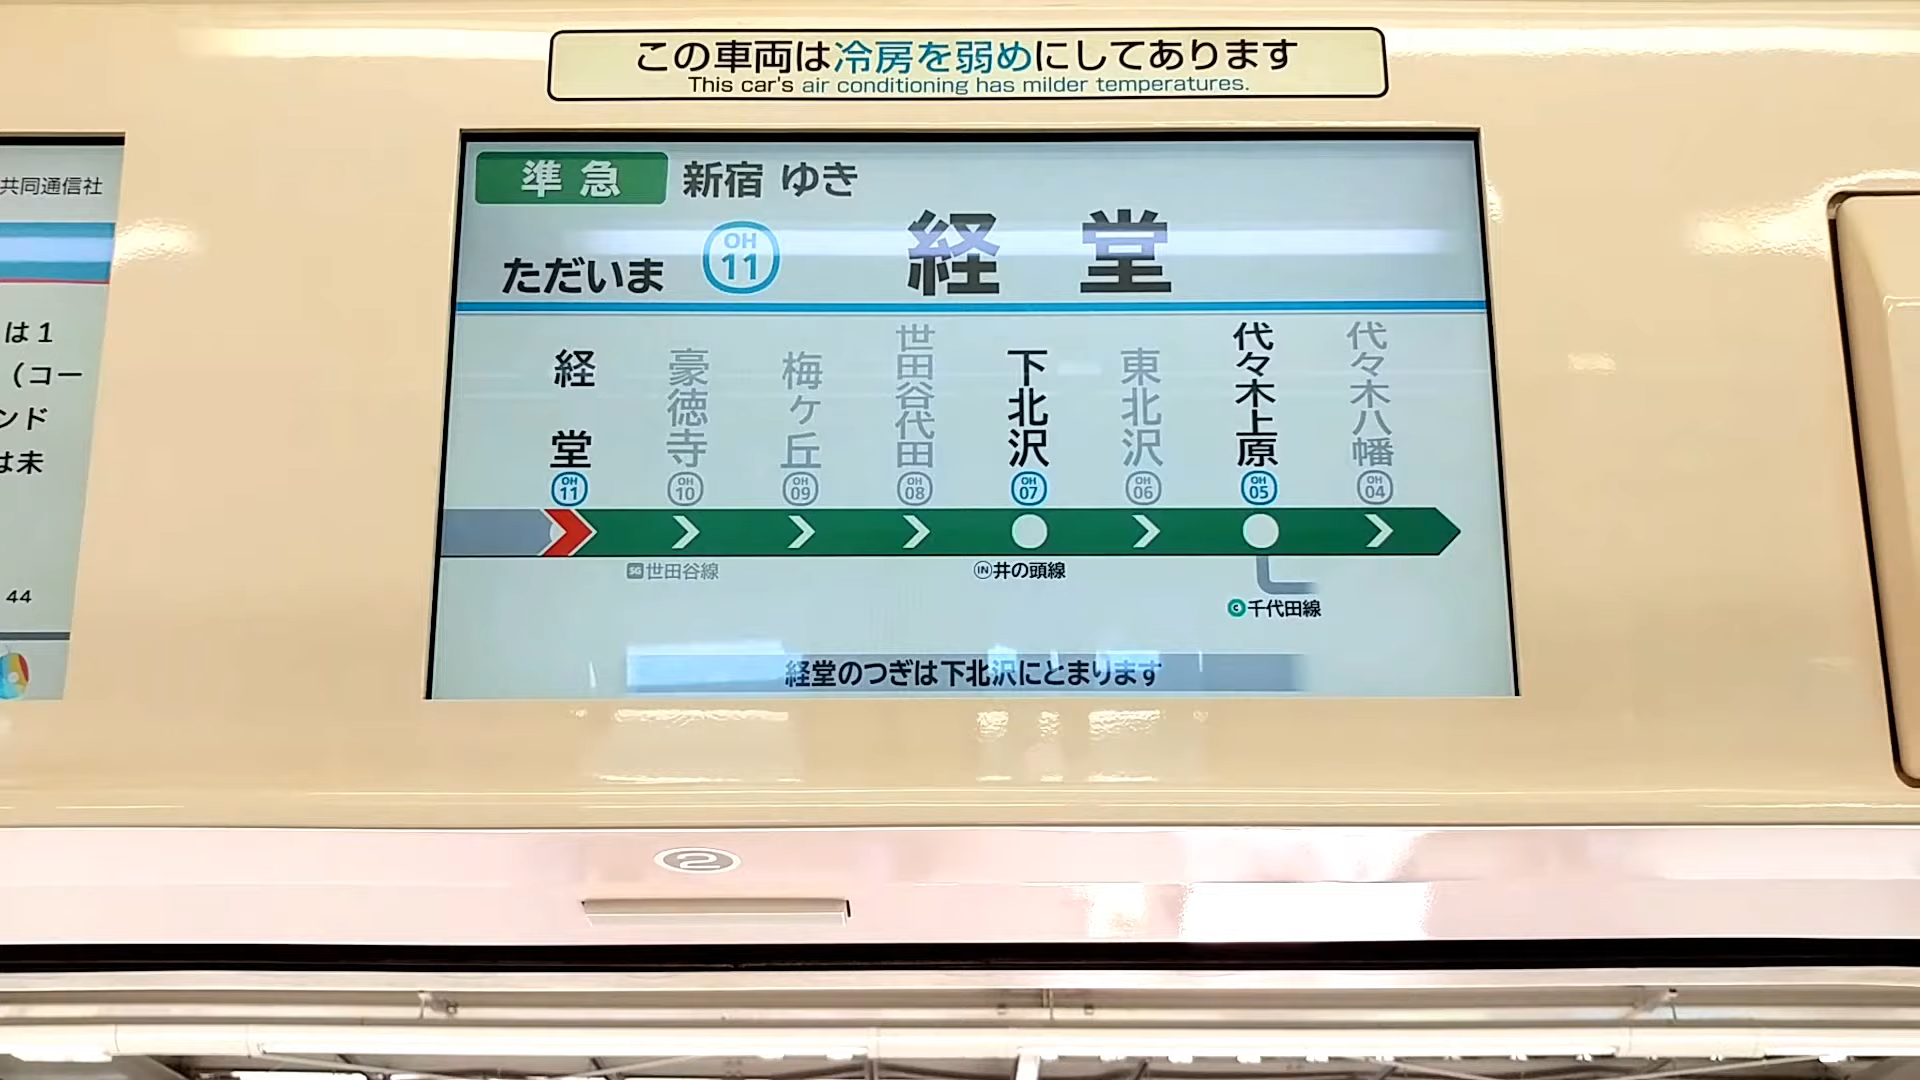 この車両は冷房を弱めにしてあります
This car's air conditioning has milder temperatures.
共同通信社
は1
(コー
ンド
は未
44
準急 新宿 ゆき
ただいま OH 11 経堂
経堂 豪徳寺 梅ヶ丘 世田谷代田 下北沢 東北沢 代々木上原 代々木八幡
OH 11 OH 10 OH 09 OH 08 OH 07 OH 06 OH 05 OH 04
SG 世田谷線 IN 井の頭線
C 千代田線
経堂のつぎは下北沢にとまります
2